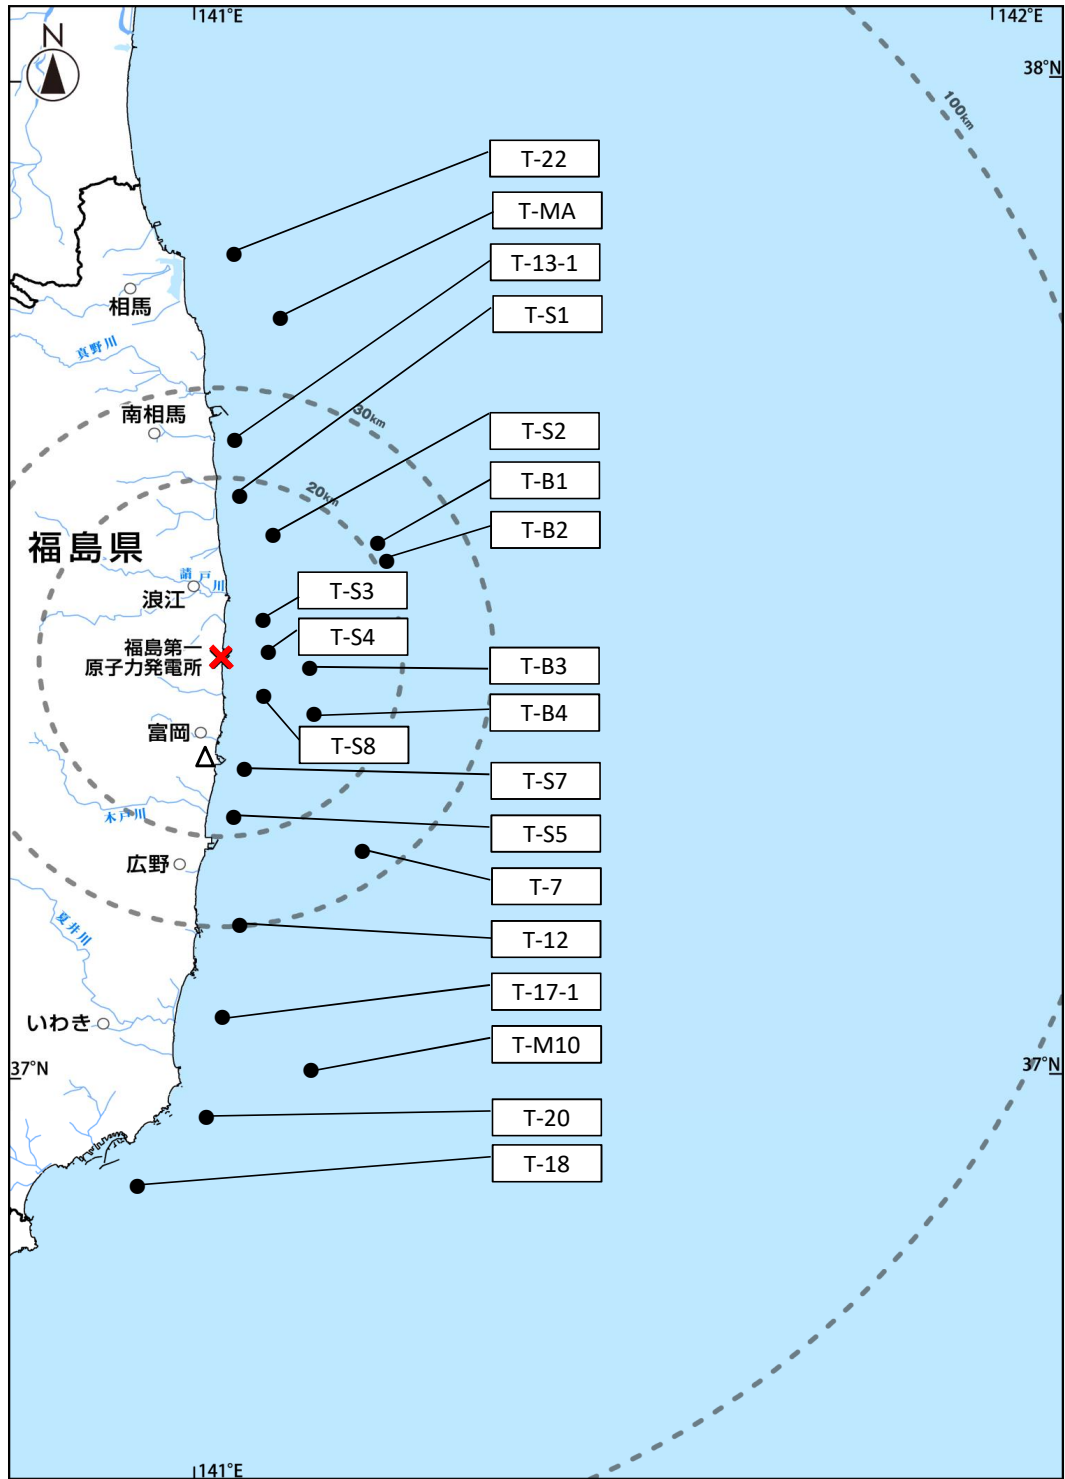 141°E
142°E
N
38°N
100km
T-22
T-MA
T-13-1
T-S1
相馬
真野川
南相馬
30km
T-S2
T-B1
20km
T-B2
福島県
請戸川
浪江
T-S3
T-S4
福島第一
原子力発電所
T-B3
T-B4
富岡
T-S8
T-S7
木戸川
T-S5
広野
T-7
夏井川
T-12
T-17-1
いわき
T-M10
37°N
37°N
T-20
T-18
141°E